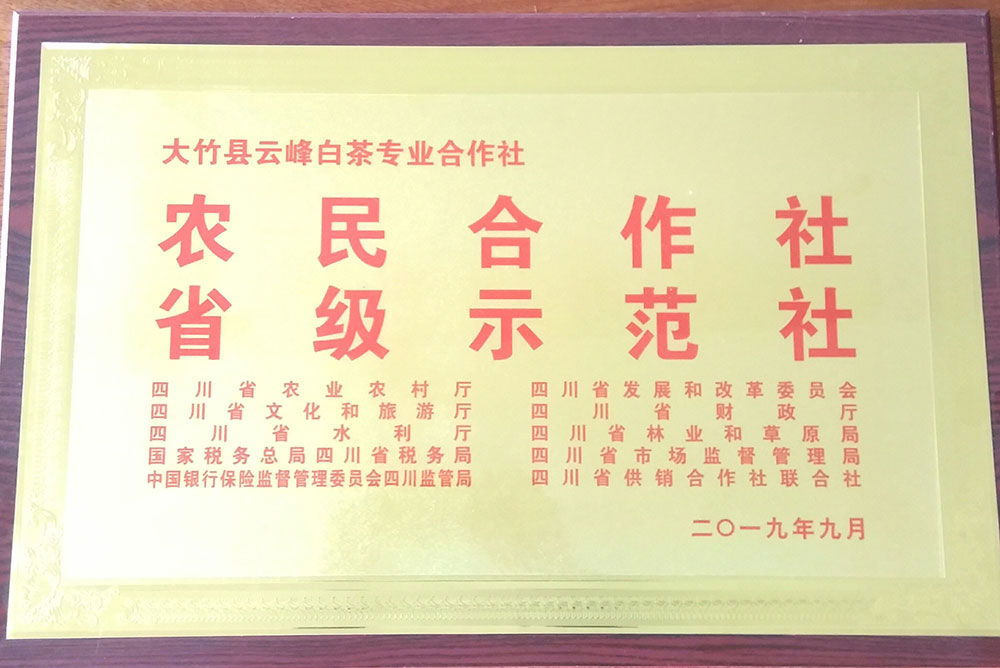 大竹县云峰白茶专业合作社
农民合作社
省级示范社
四川省农业农村厅 四川省发展和改革委员会
四川省文化和旅游厅 四川省财政厅
四川省水利厅 四川省林业和草原局
国家税务总局四川省税务局 四川省市场监督管理局
中国银行保险监督管理委员会四川监管局 四川省供销合作社联合社
二〇一九年九月